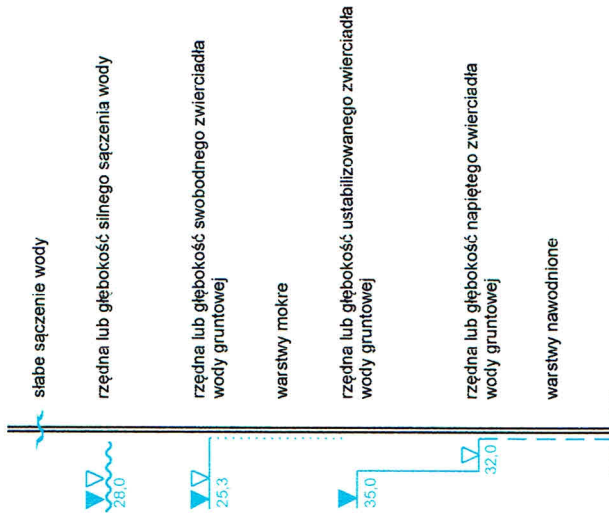 słabe sączenie wody
28,0
rzędna lub głębokość silnego sączenia wody
25,3
rzędna lub głębokość swobodnego zwierciadła
wody gruntowej
warstwy mokre
35,0
rzędna lub głębokość ustabilizowanego zwierciadła
wody gruntowej
32,0
rzędna lub głębokość napiętego zwierciadła
wody gruntowej
warstwy nawodnione